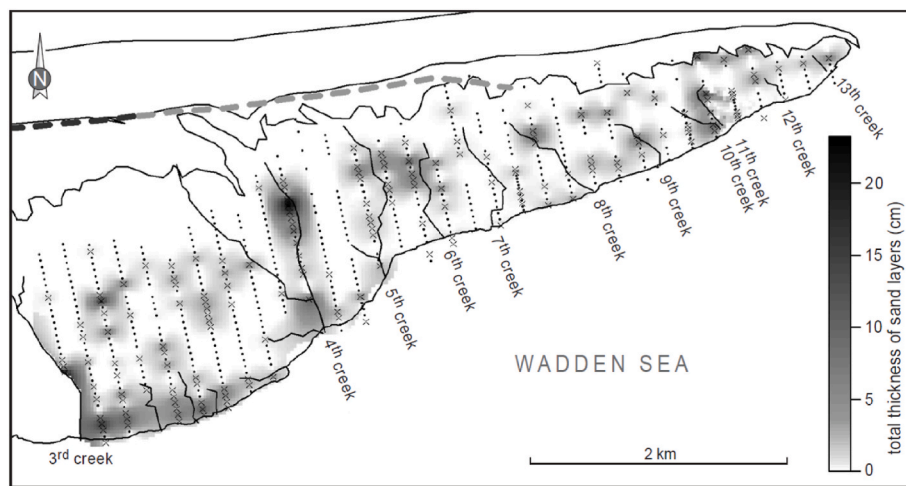 N
13th creek
12th creek
11th creek
10th creek
9th creek
8th creek
7th creek
6th creek
5th creek
4th creek
3rd creek
WADDEN SEA
2 km
20
15
10
5
0
total thickness of sand layers (cm)